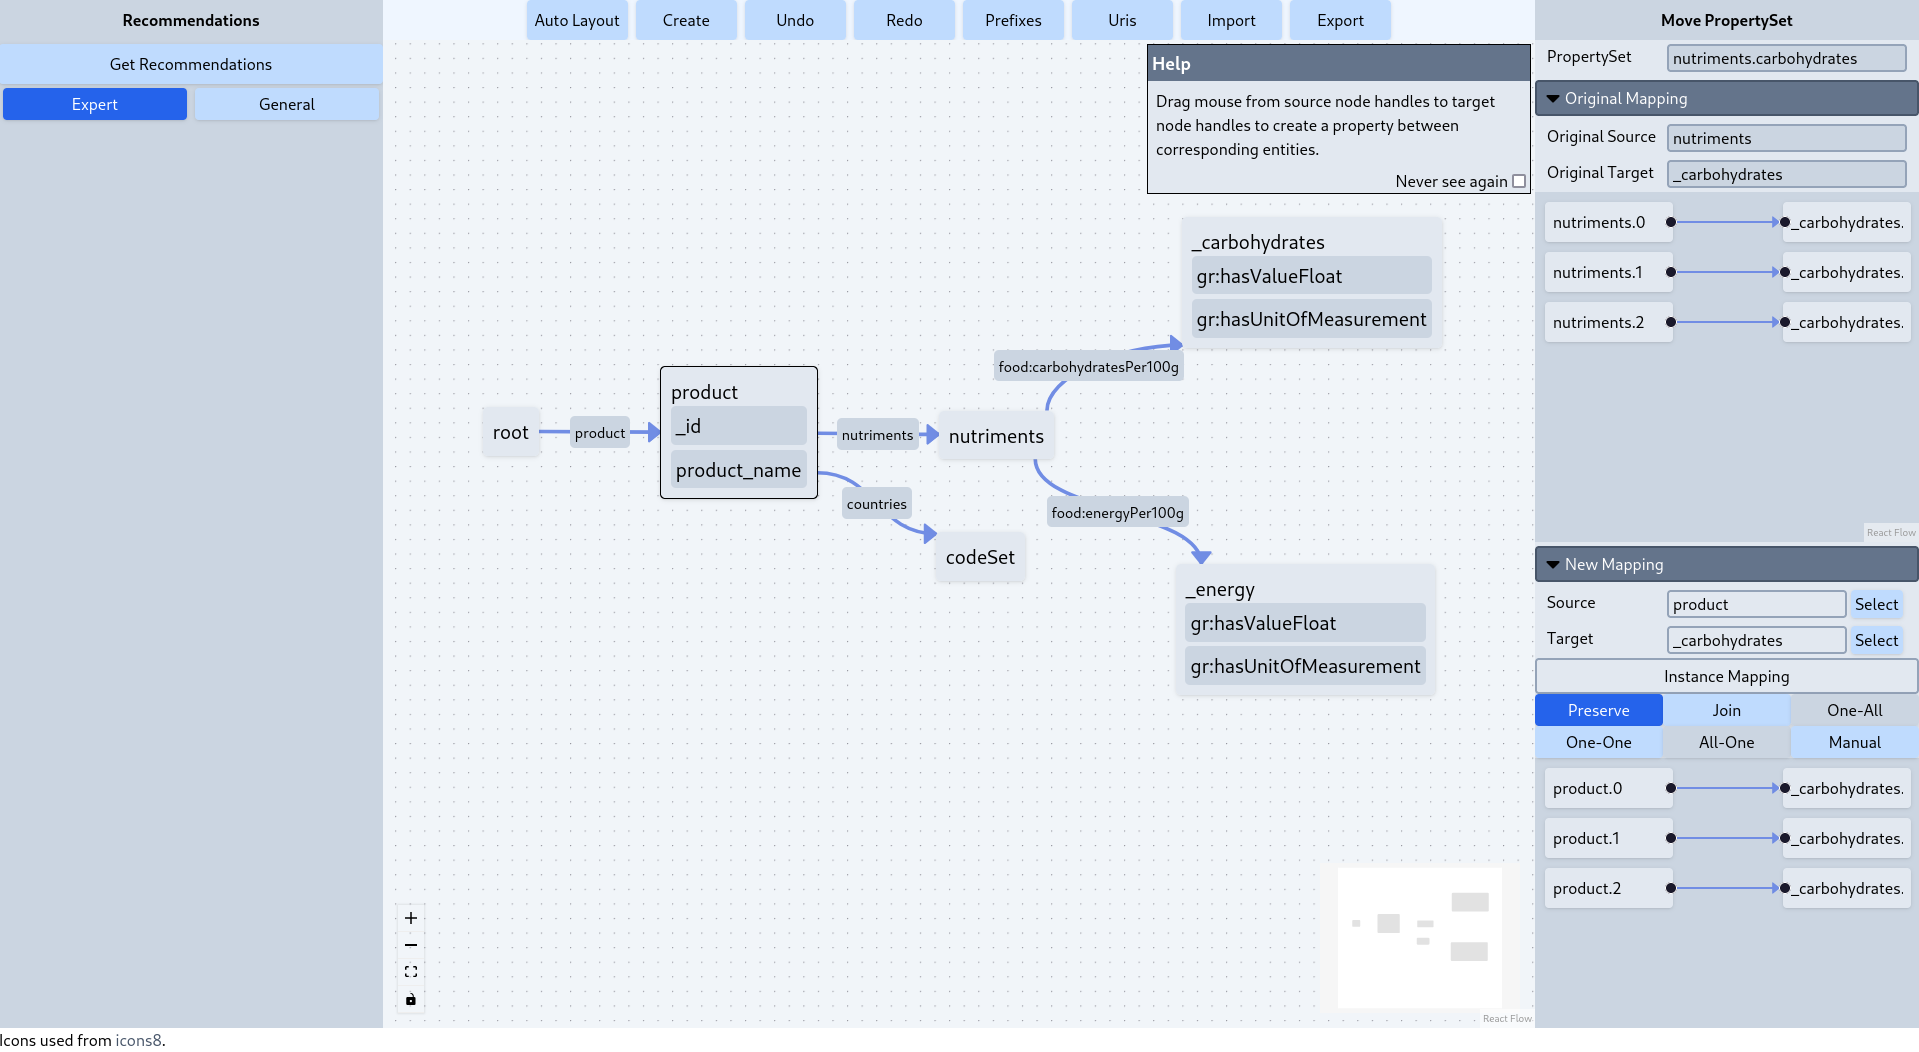 Recommendations
Get Recommendations
Expert
General
Auto Layout
Create
Undo
Redo
Prefixes
Uris
Import
Export
Help
Drag mouse from source node handles to target
node handles to create a property between
corresponding entities.
Never see again
_carbohydrates
gr:hasValueFloat
gr:hasUnitOfMeasurement
food:carbohydratesPer100g
root
product
product
_id
product_name
nutriments
nutriments
countries
codeSet
food:energyPer100g
_energy
gr:hasValueFloat
gr:hasUnitOfMeasurement
React Flow
Move PropertySet
PropertySet
nutriments.carbohydrates
Original Mapping
Original Source
nutriments
Original Target
_carbohydrates
nutriments.0
_carbohydrates.
nutriments.1
_carbohydrates.
nutriments.2
_carbohydrates.
React Flow
New Mapping
Source
product
Select
Target
_carbohydrates
Select
Instance Mapping
Preserve
Join
One-All
One-One
All-One
Manual
product.0
_carbohydrates.
product.1
_carbohydrates.
product.2
_carbohydrates.
Icons used from icons8.